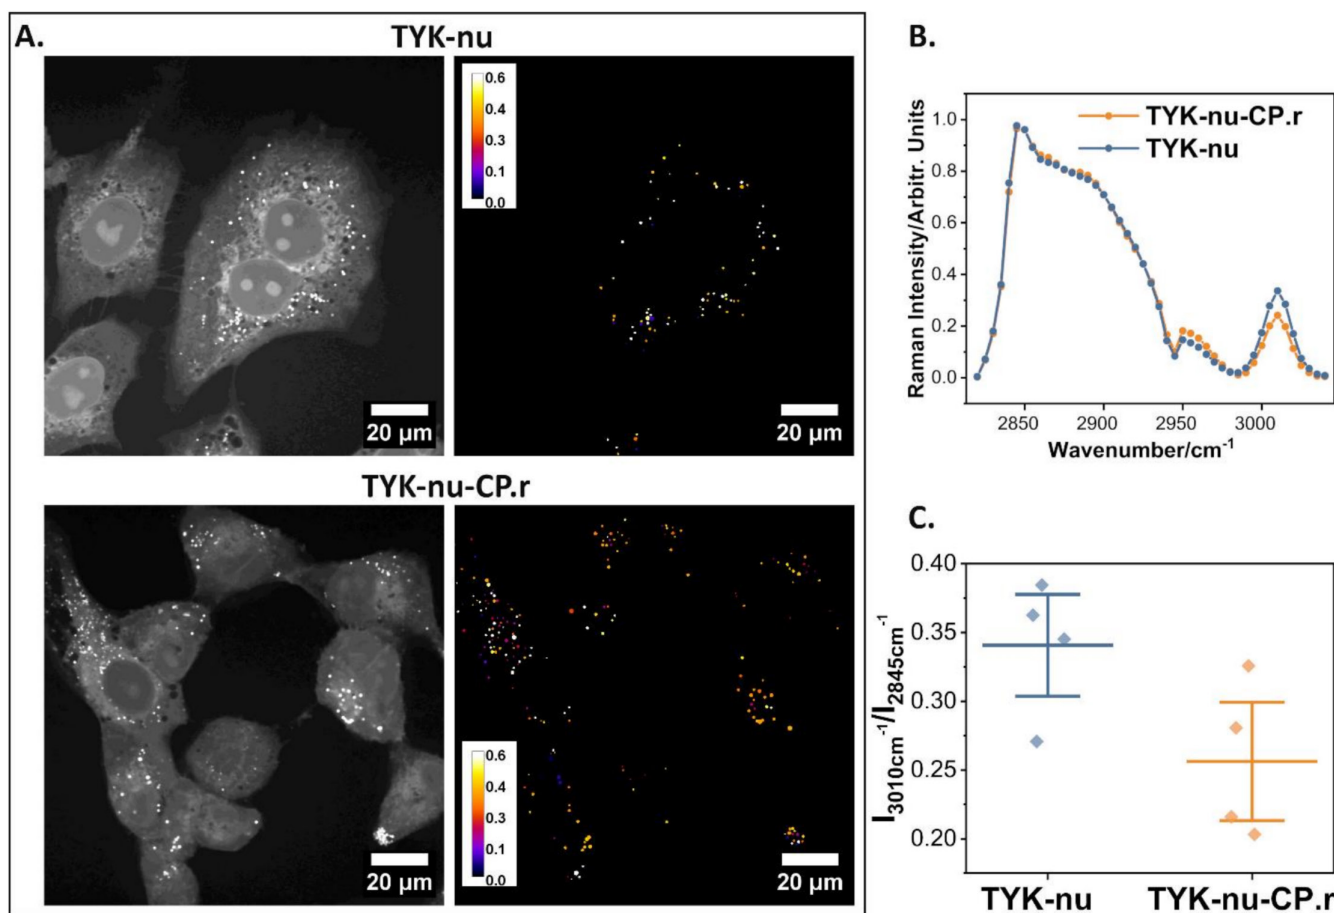 A.
TYK-nu
0.6
0.4
0.3
0.1
0.0
20 μm
20 μm
TYK-nu-CP.r
0.6
0.4
0.3
0.1
0.0
20 μm
20 μm
B.
TYK-nu-CP.r
TYK-nu
Raman Intensity/Arbitr. Units
1.0
0.8
0.6
0.4
0.2
0.0
2850 2900 2950 3000
Wavenumber/cm⁻¹
C.
I₃₀₁₀cm⁻¹/I₂₈₄₅cm⁻¹
0.40
0.35
0.30
0.25
0.20
TYK-nu TYK-nu-CP.r